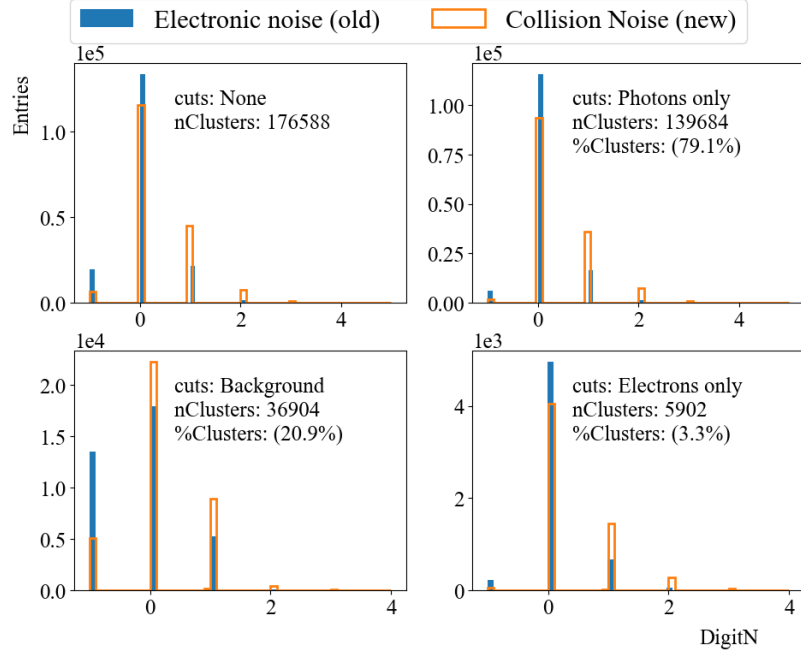 Electronic noise (old) Collision Noise (new)
1e5
Entries
cuts: None
nClusters: 176588
1.0
0.5
0.0
0 2 4
1e5
cuts: Photons only
nClusters: 139684
%Clusters: (79.1%)
1.00
0.75
0.50
0.25
0.00
0 2 4
1e4
cuts: Background
nClusters: 36904
%Clusters: (20.9%)
2.0
1.5
1.0
0.5
0.0
0 2 4
1e3
cuts: Electrons only
nClusters: 5902
%Clusters: (3.3%)
4
2
0
0 2 4
DigitN